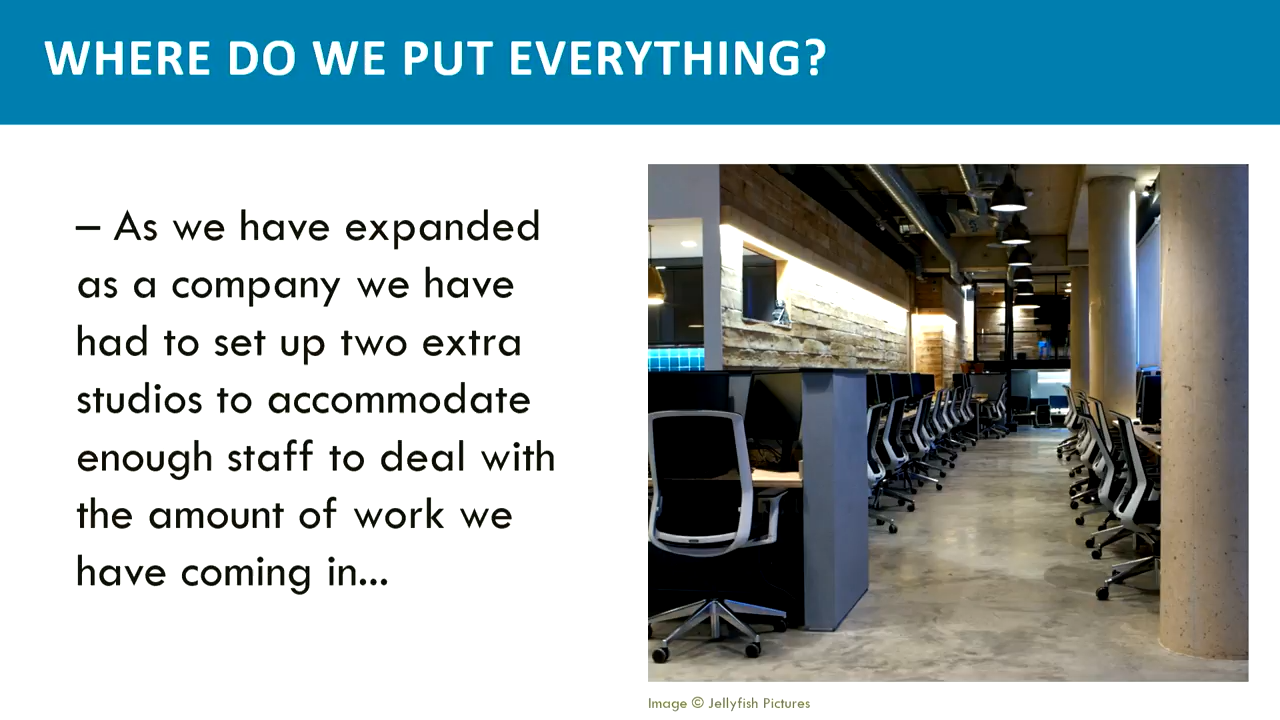 WHERE DO WE PUT EVERYTHING?
– As we have expanded
as a company we have
had to set up two extra
studios to accommodate
enough staff to deal with
the amount of work we
have coming in...
Image © Jellyfish Pictures